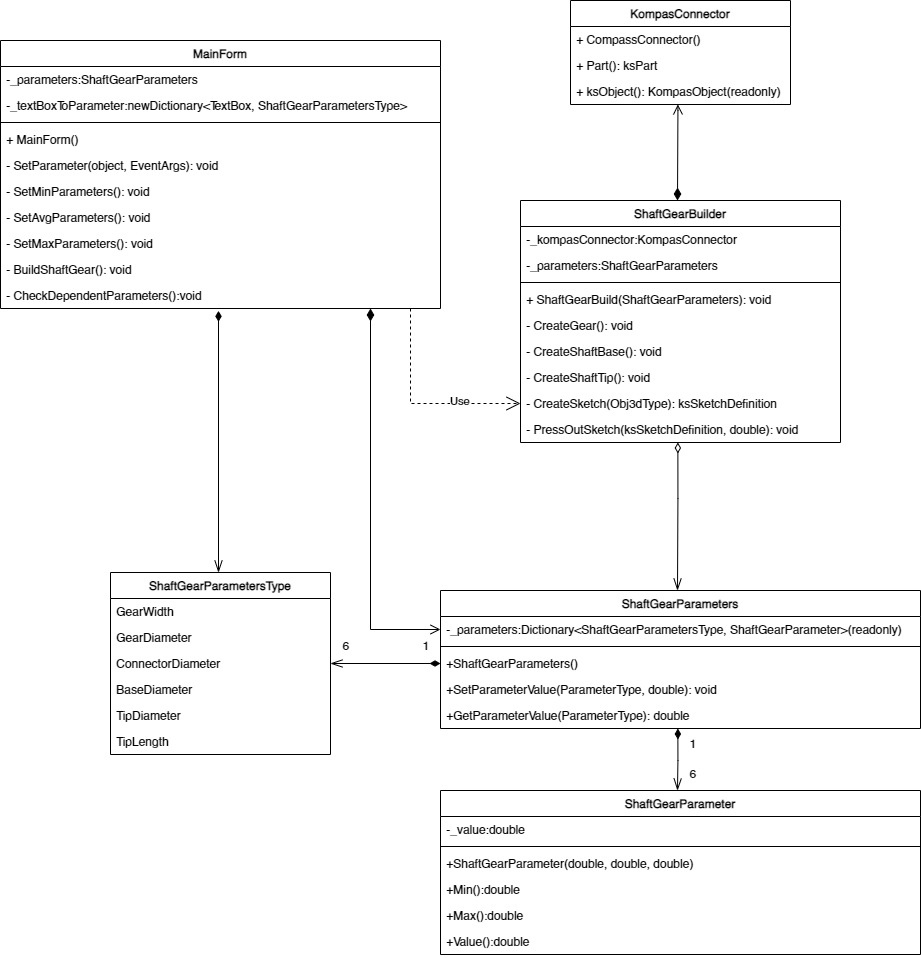 KompasConnector
+ CompassConnector()
+ Part(): ksPart
+ ksObject(): KompasObject(readonly)
MainForm
-_parameters:ShaftGearParameters
-_textBoxToParameter:newDictionary<TextBox, ShaftGearParametersType>
+ MainForm()
- SetParameter(object, EventArgs): void
- SetMinParameters(): void
- SetAvgParameters(): void
- SetMaxParameters(): void
- BuildShaftGear(): void
- CheckDependentParameters():void
ShaftGearBuilder
-_kompasConnector:KompasConnector
-_parameters:ShaftGearParameters
+ ShaftGearBuild(ShaftGearParameters): void
- CreateGear(): void
- CreateShaftBase(): void
- CreateShaftTip(): void
- CreateSketch(Obj3dType): ksSketchDefinition
- PressOutSketch(ksSketchDefinition, double): void
Use
ShaftGearParametersType
GearWidth
GearDiameter
ConnectorDiameter
BaseDiameter
TipDiameter
TipLength
6
1
ShaftGearParameters
-_parameters:Dictionary<ShaftGearParametersType, ShaftGearParameter>(readonly)
+ShaftGearParameters()
+SetParameterValue(ParameterType, double): void
+GetParameterValue(ParameterType): double
1
6
ShaftGearParameter
-_value:double
+ShaftGearParameter(double, double, double)
+Min():double
+Max():double
+Value():double